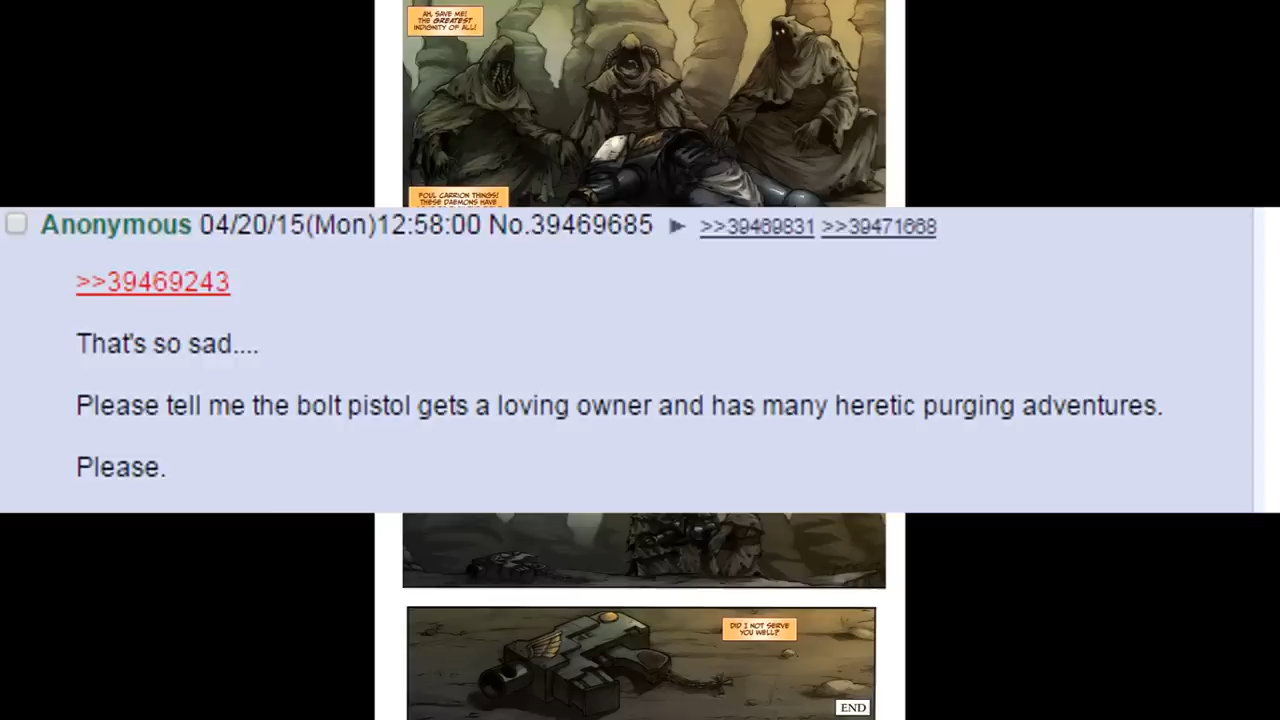 AH, SAVE ME!
THE GREATEST
INDIGNITY OF ALL!
FOUL CARRION THINGS!
THESE DAEMONS HAVE
Anonymous 04/20/15(Mon)12:58:00 No.39469685 ▶ >>39469831 >>39471668
>>39469243
That's so sad....
Please tell me the bolt pistol gets a loving owner and has many heretic purging adventures.
Please.
DID I NOT SERVE
YOU WELL?
END